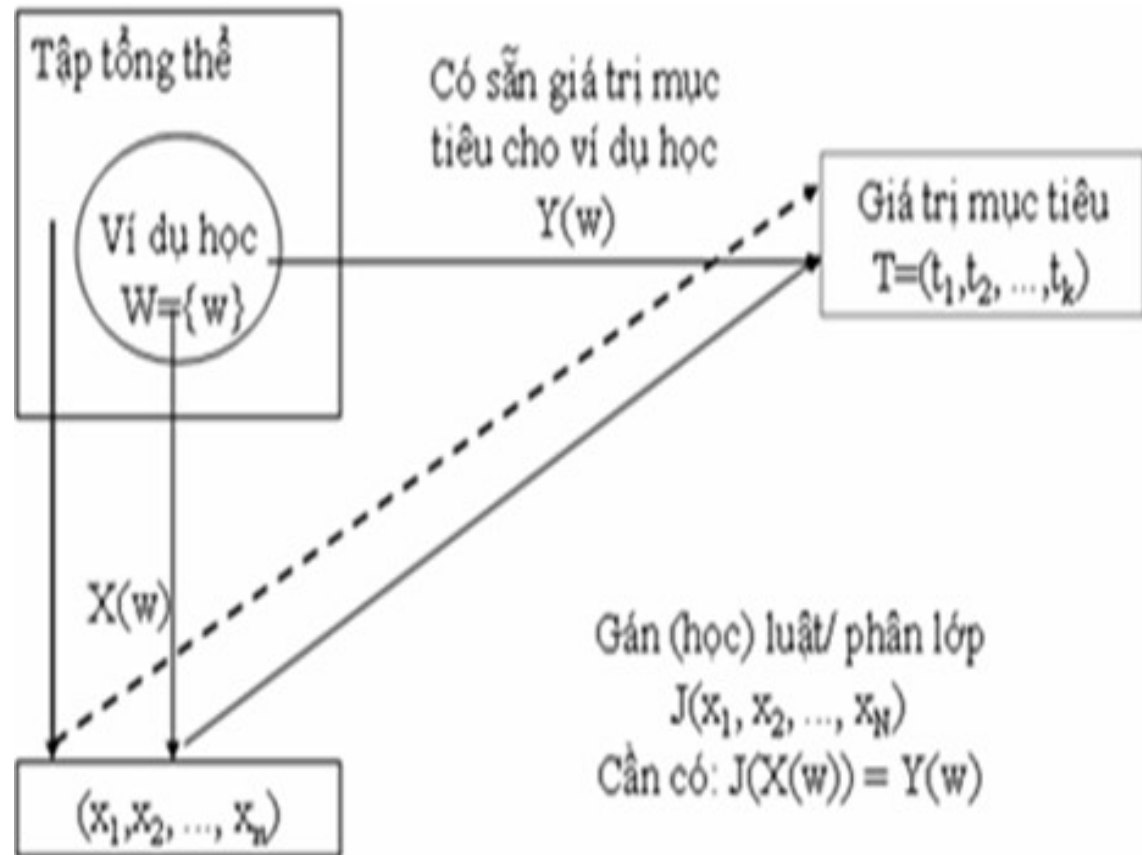 Tập tổng thể
Ví dụ học
W={w}
Có sẵn giá trị mục
tiêu cho ví dụ học
Y(w)
Giá trị mục tiêu
T=(t₁,t₂, ...,tₖ)
X(w)
Gán (học) luật/ phân lớp
J(x₁, x₂, ..., x_N)
Cần có: J(X(w)) = Y(w)
(x₁,x₂, ..., xₙ)